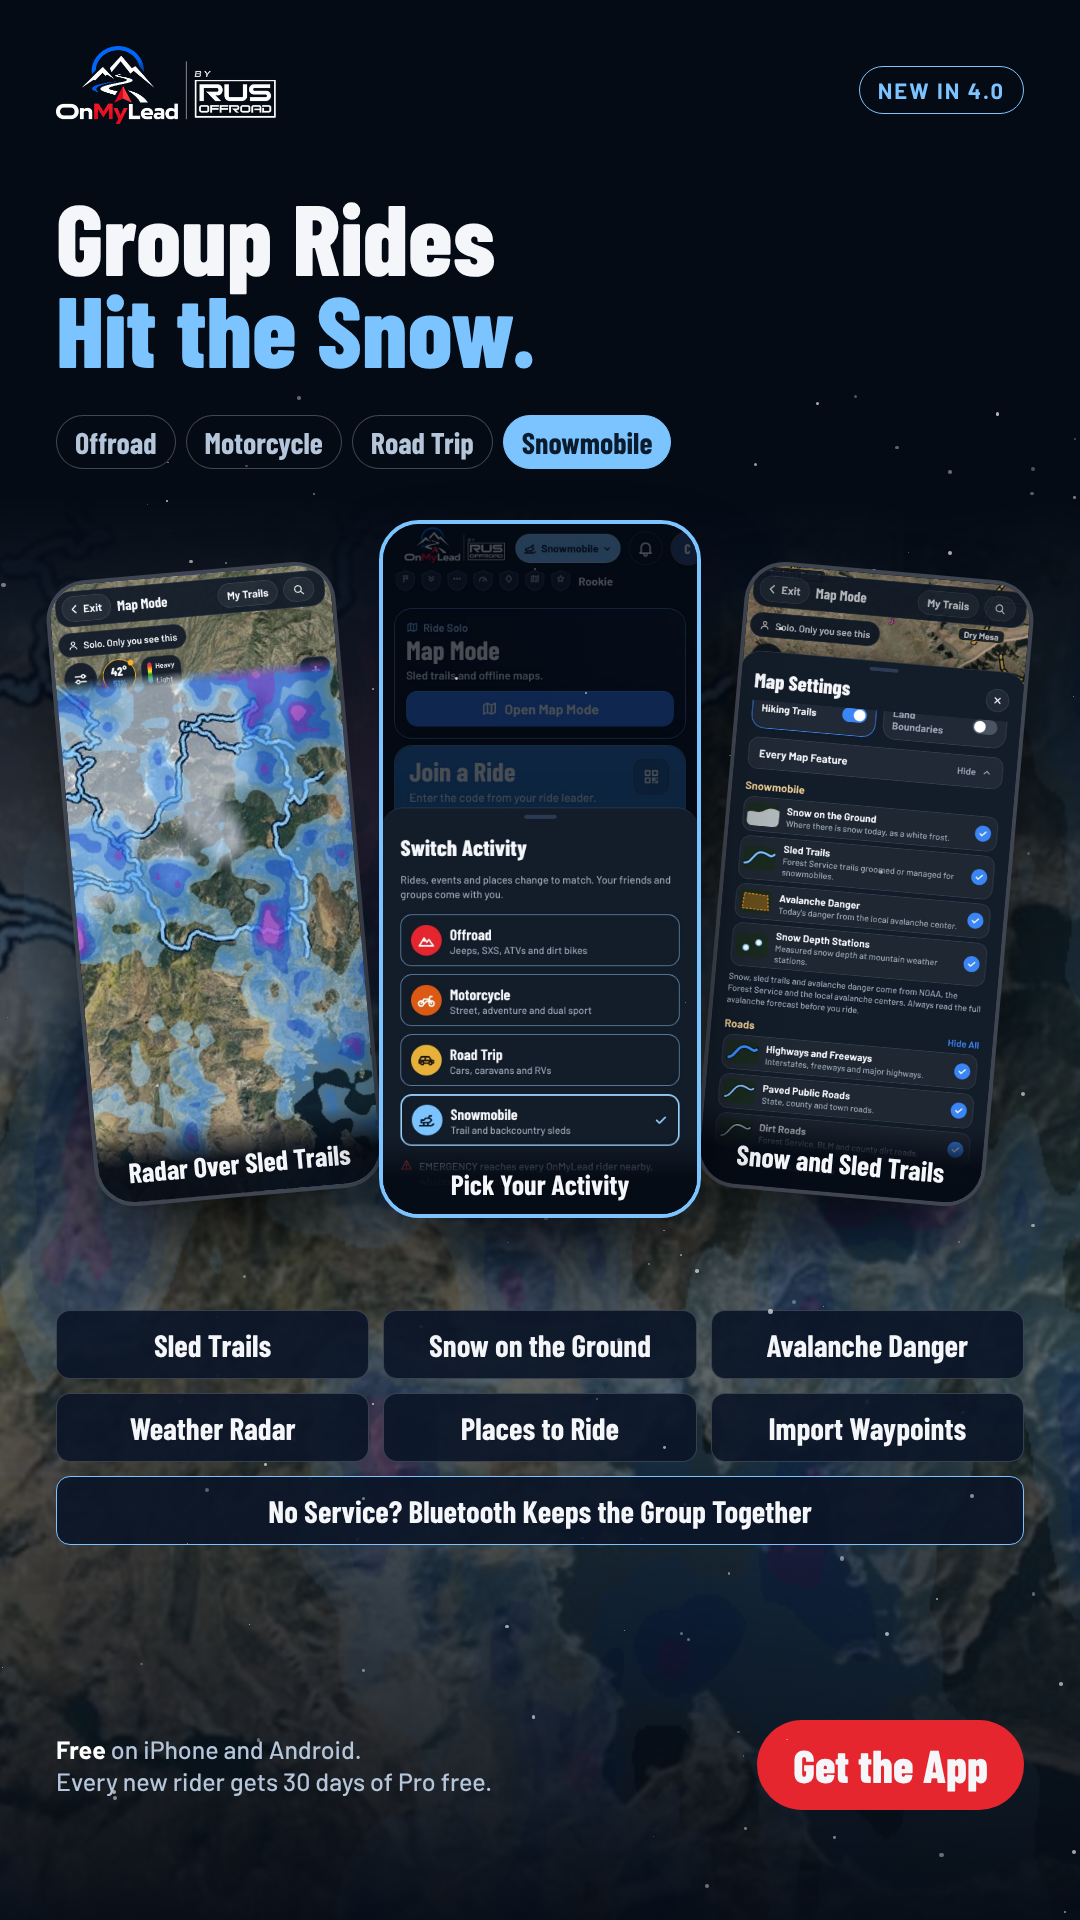 OnMyLead
BY
RUS
OFFROAD
NEW IN 4.0
Group Rides
Hit the Snow.
Offroad
Motorcycle
Road Trip
Snowmobile
Exit
Map Mode
My Trails
Solo. Only you see this
42°
Heavy
Light
Radar Over Sled Trails
OnMyLead
BY
RUS
OFFROAD
Snowmobile
Rookie
Ride Solo
Map Mode
Sled trails and offline maps.
Open Map Mode
Join a Ride
Enter the code from your ride leader.
Switch Activity
Rides, events and places change to match. Your friends and
groups come with you.
Offroad
Jeeps, SXS, ATVs and dirt bikes
Motorcycle
Street, adventure and dual sport
Road Trip
Cars, caravans and RVs
Snowmobile
Trail and backcountry sleds
EMERGENCY reaches every OnMyLead rider nearby.
Pick Your Activity
Exit
Map Mode
My Trails
Solo. Only you see this
Dry Mesa
Map Settings
Hiking Trails
Land
Boundaries
Every Map Feature
Hide
Snowmobile
Snow on the Ground
Where there is snow today, as a white frost.
Sled Trails
Forest Service trails groomed or managed for
snowmobiles.
Avalanche Danger
Today's danger from the local avalanche center.
Snow Depth Stations
Measured snow depth at mountain weather
stations.
Snow, sled trails and avalanche danger come from NOAA, the
Forest Service and the local avalanche centers. Always read the full
avalanche forecast before you ride.
Roads
Hide All
Highways and Freeways
Interstates, freeways and major highways.
Paved Public Roads
State, county and town roads.
Dirt Roads
Forest Service, BLM and county dirt roads.
Snow and Sled Trails
Sled Trails
Snow on the Ground
Avalanche Danger
Weather Radar
Places to Ride
Import Waypoints
No Service? Bluetooth Keeps the Group Together
Free on iPhone and Android.
Every new rider gets 30 days of Pro free.
Get the App